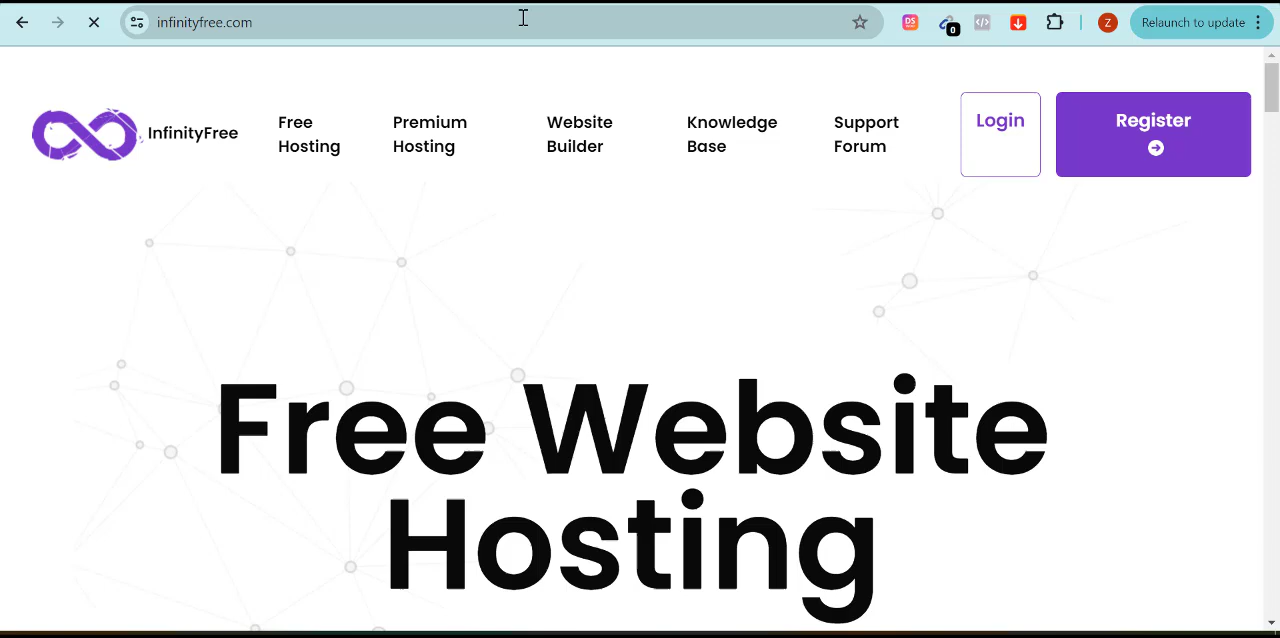 infinityfree.com
DS
0
Z
Relaunch to update
InfinityFree
Free
Hosting
Premium
Hosting
Website
Builder
Knowledge
Base
Support
Forum
Login
Register
Free Website
Hosting